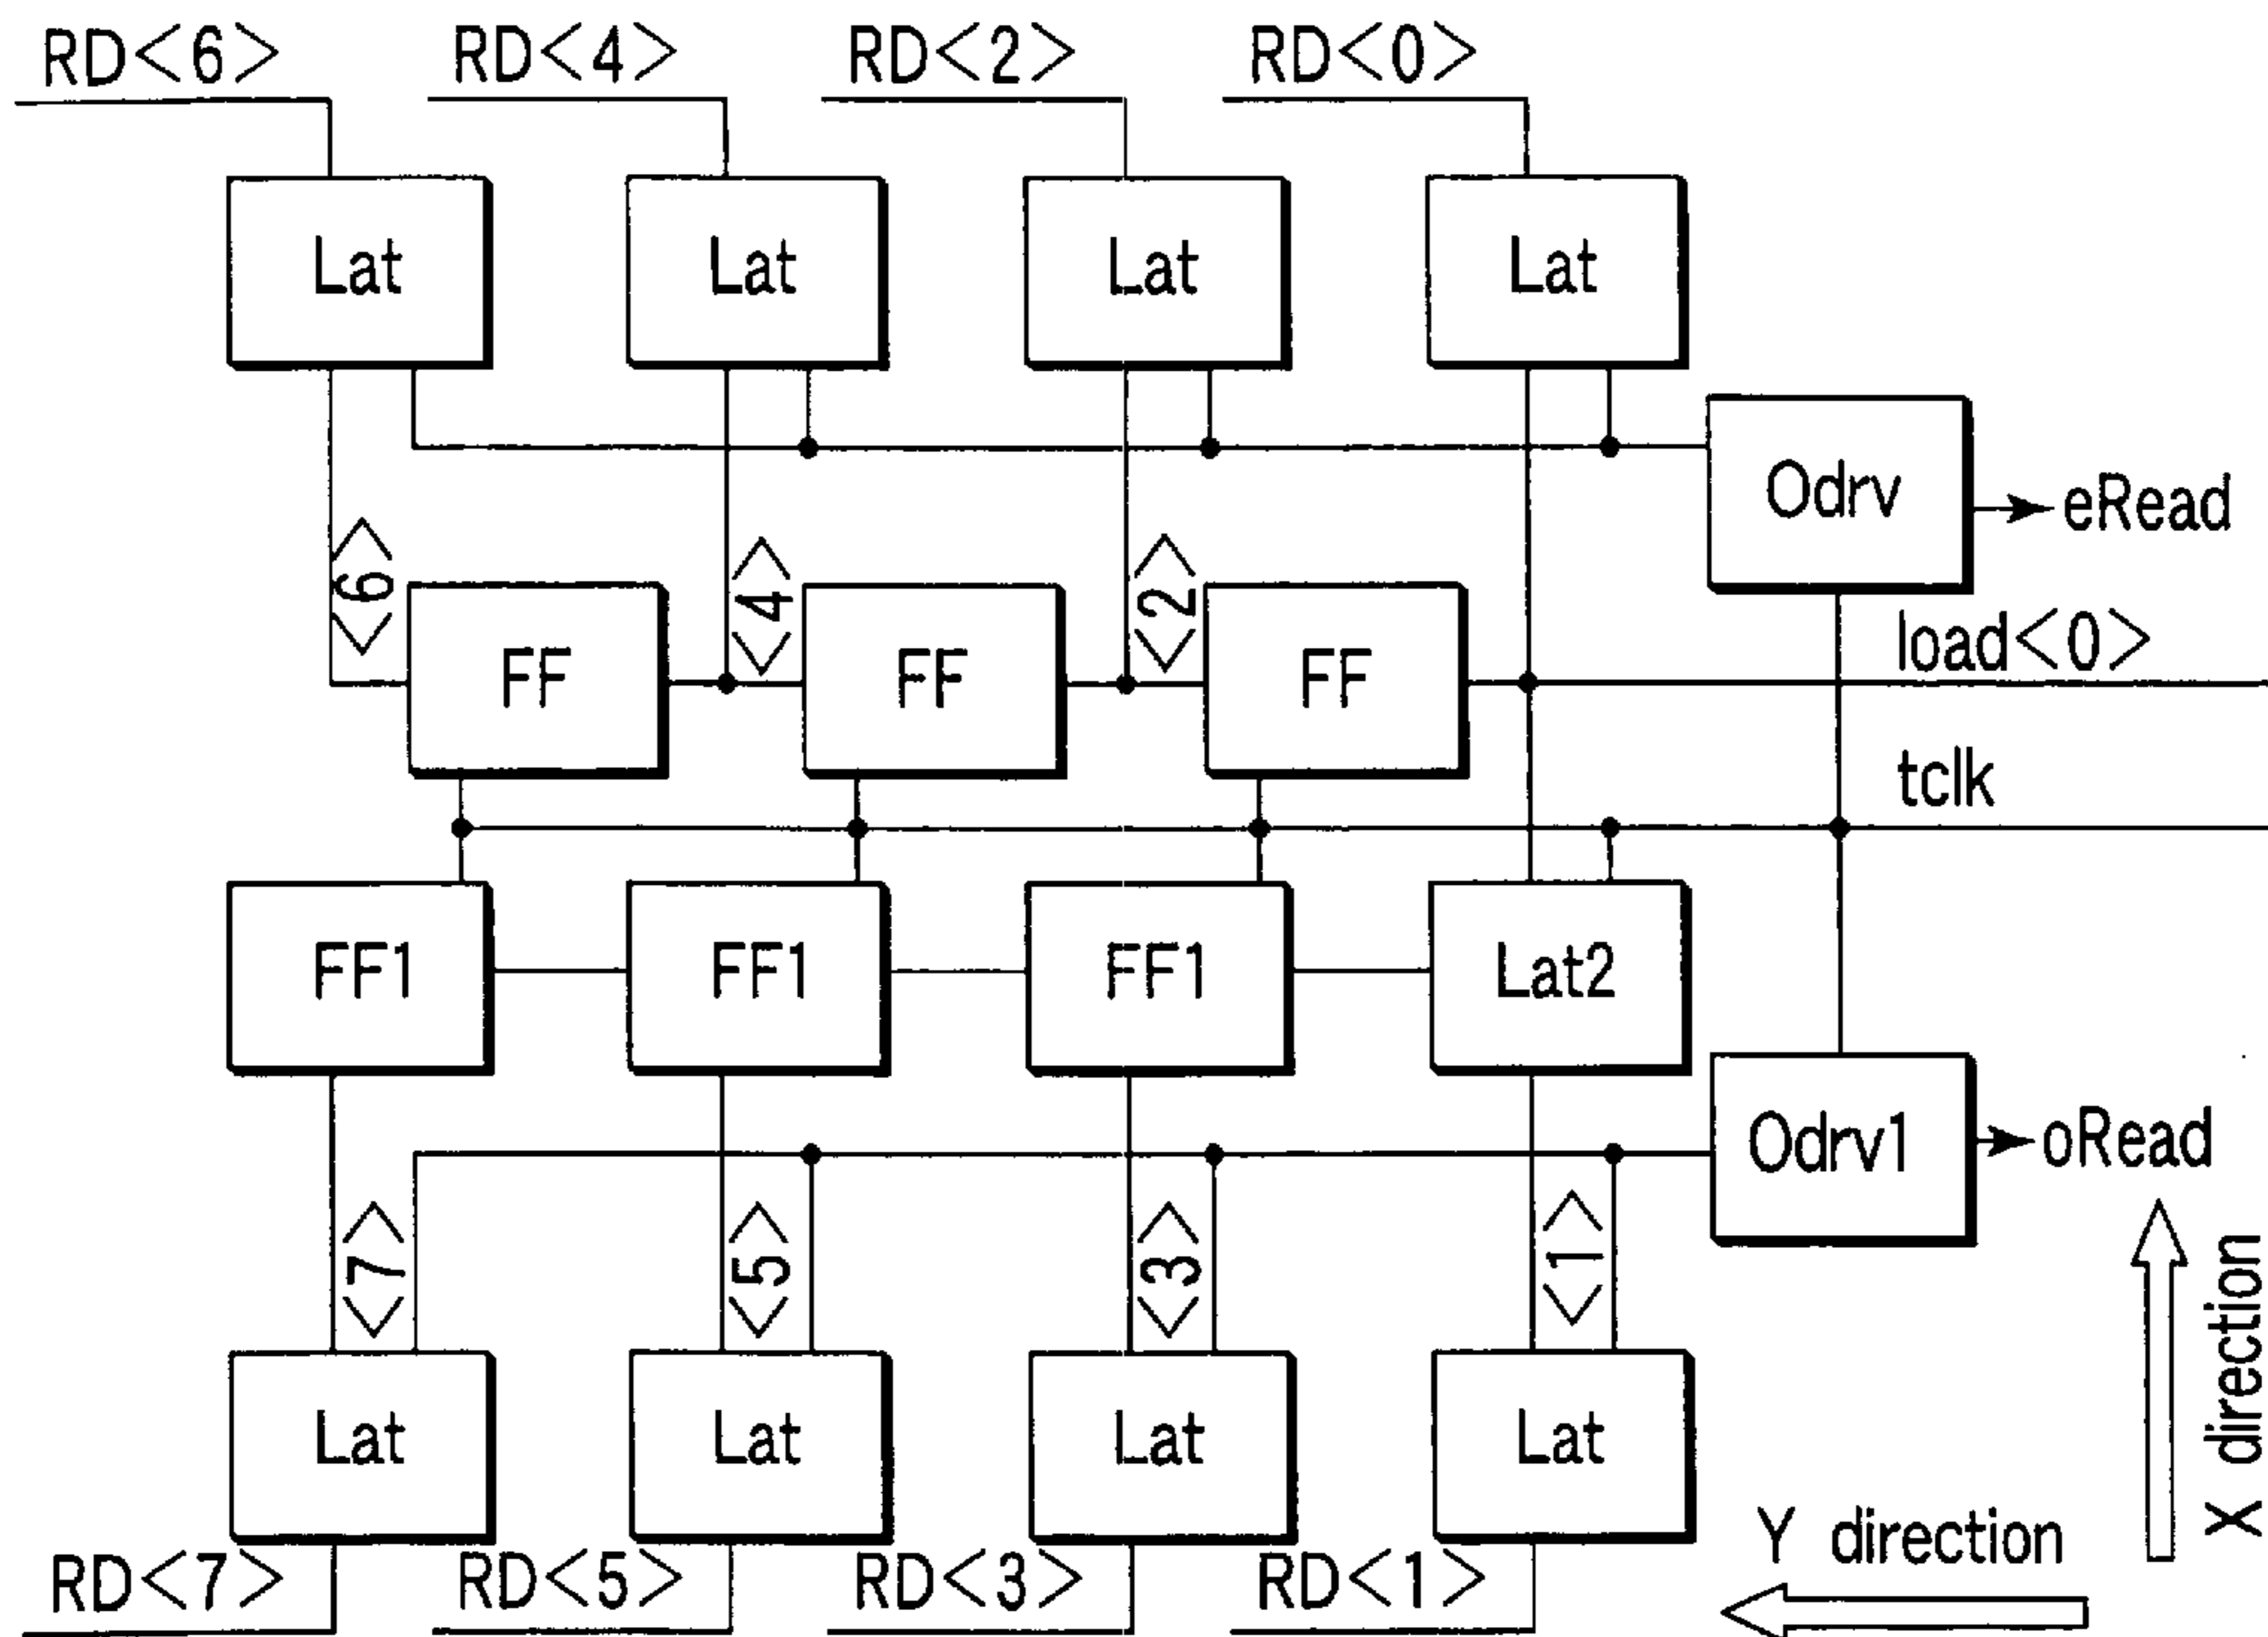 RD<6> RD<4> RD<2> RD<0>
Lat Lat Lat Lat
Odrv eRead
<6> <4> <2>
FF FF FF load<0>
tclk
FF1 FF1 FF1 Lat2
Odrv1 oRead
<7> <5> <3> <1>
Lat Lat Lat Lat
X direction
Y direction
RD<7> RD<5> RD<3> RD<1>